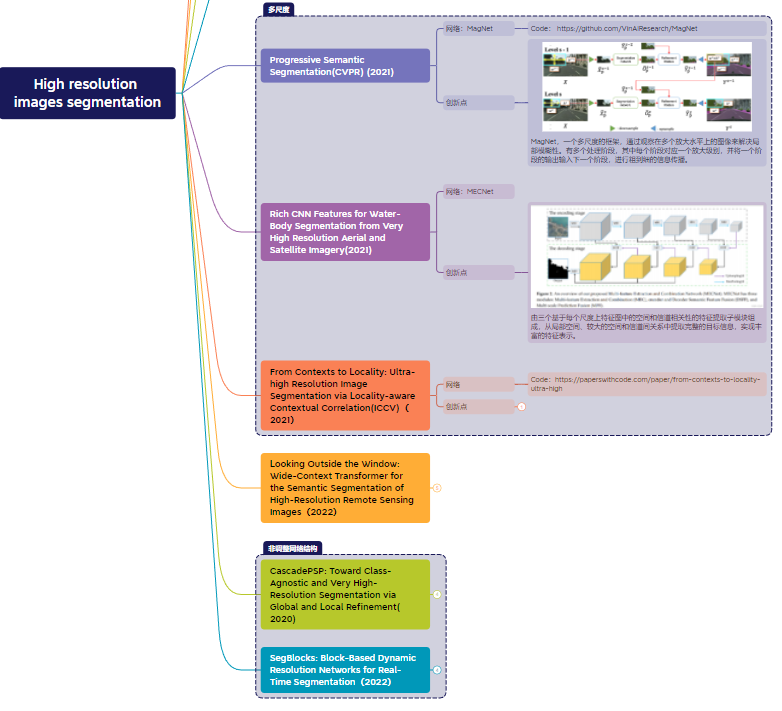 多尺度
High resolution
images segmentation
Progressive Semantic
Segmentation(CVPR) (2021)
网络：MagNet
Code： https://github.com/VinAIResearch/MagNet
创新点
Level s - 1
Level s
MagNet，一个多尺度的框架，通过观察在多个放大水平上的图像来解决局
部模糊性。有多个处理阶段，其中每个阶段对应一个放大级别，并将一个阶
段的输出输入下一个阶段，进行粗到细的信息传播。
Rich CNN Features for Water-
Body Segmentation from Very
High Resolution Aerial and
Satellite Imagery(2021)
网络：MECNet
创新点
The encoding stage
The decoding stage
由三个基于每个尺度上特征图中的空间和信道相关性的特征提取子模块组
成，从局部空间、较大的空间和信道间关系中提取完整的目标信息，实现丰
富的特征表示。
From Contexts to Locality: Ultra-
high Resolution Image
Segmentation via Locality-aware
Contextual Correlation(ICCV)（
2021)
网络
Code：https://paperswithcode.com/paper/from-contexts-to-locality-
ultra-high
创新点
Looking Outside the Window:
Wide-Context Transformer for
the Semantic Segmentation of
High-Resolution Remote Sensing
Images（2022)
非调整网络结构
CascadePSP: Toward Class-
Agnostic and Very High-
Resolution Segmentation via
Global and Local Refinement(
2020)
SegBlocks: Block-Based Dynamic
Resolution Networks for Real-
Time Segmentation（2022)